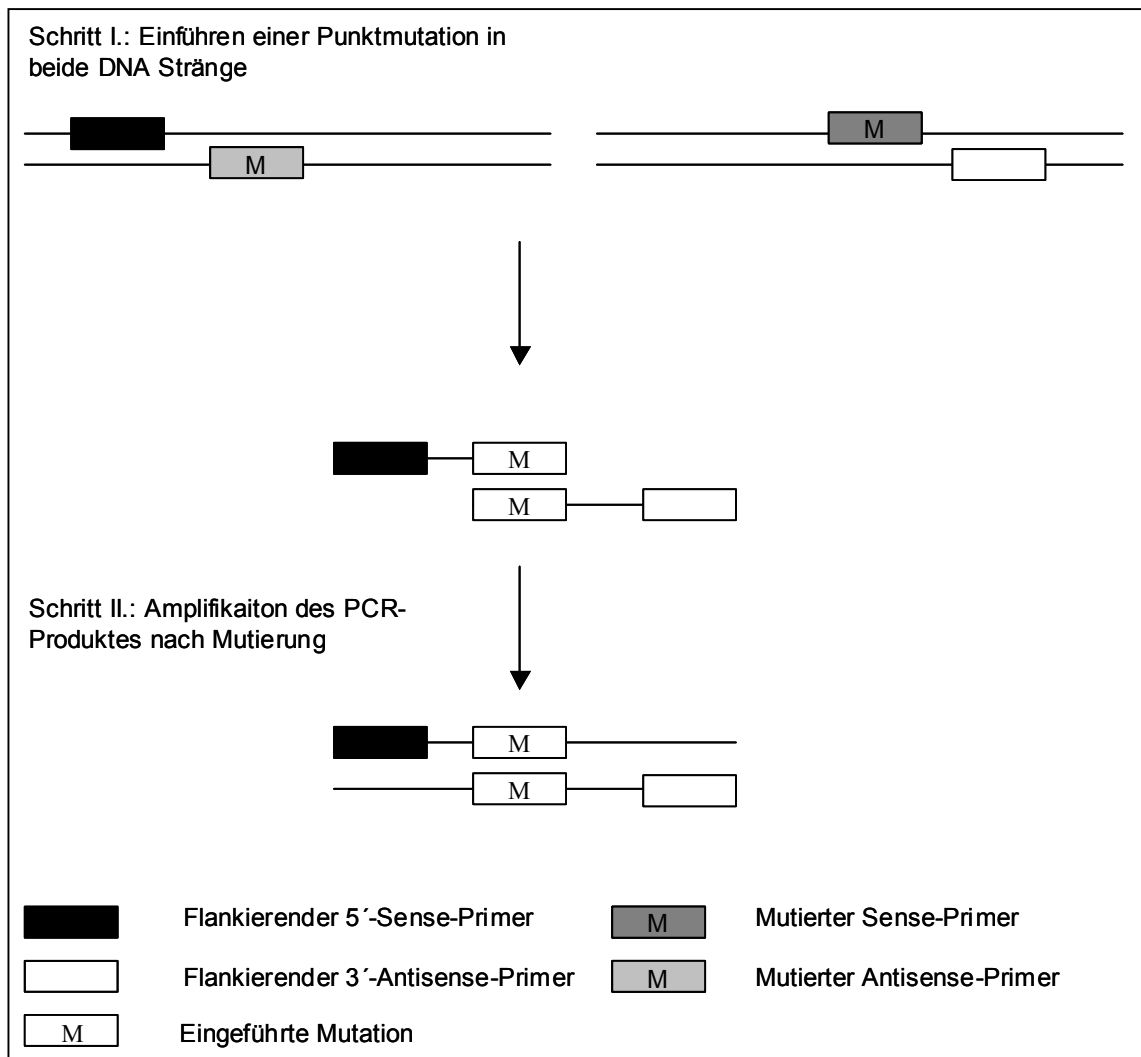 Schritt I.: Einführen einer Punktmutation in
beide DNA Stränge
M
M
M
M
Schritt II.: Amplifikaiton des PCR-
Produktes nach Mutierung
M
M
Flankierender 5´-Sense-Primer
M Mutierter Sense-Primer
Flankierender 3´-Antisense-Primer
M Mutierter Antisense-Primer
M Eingeführte Mutation